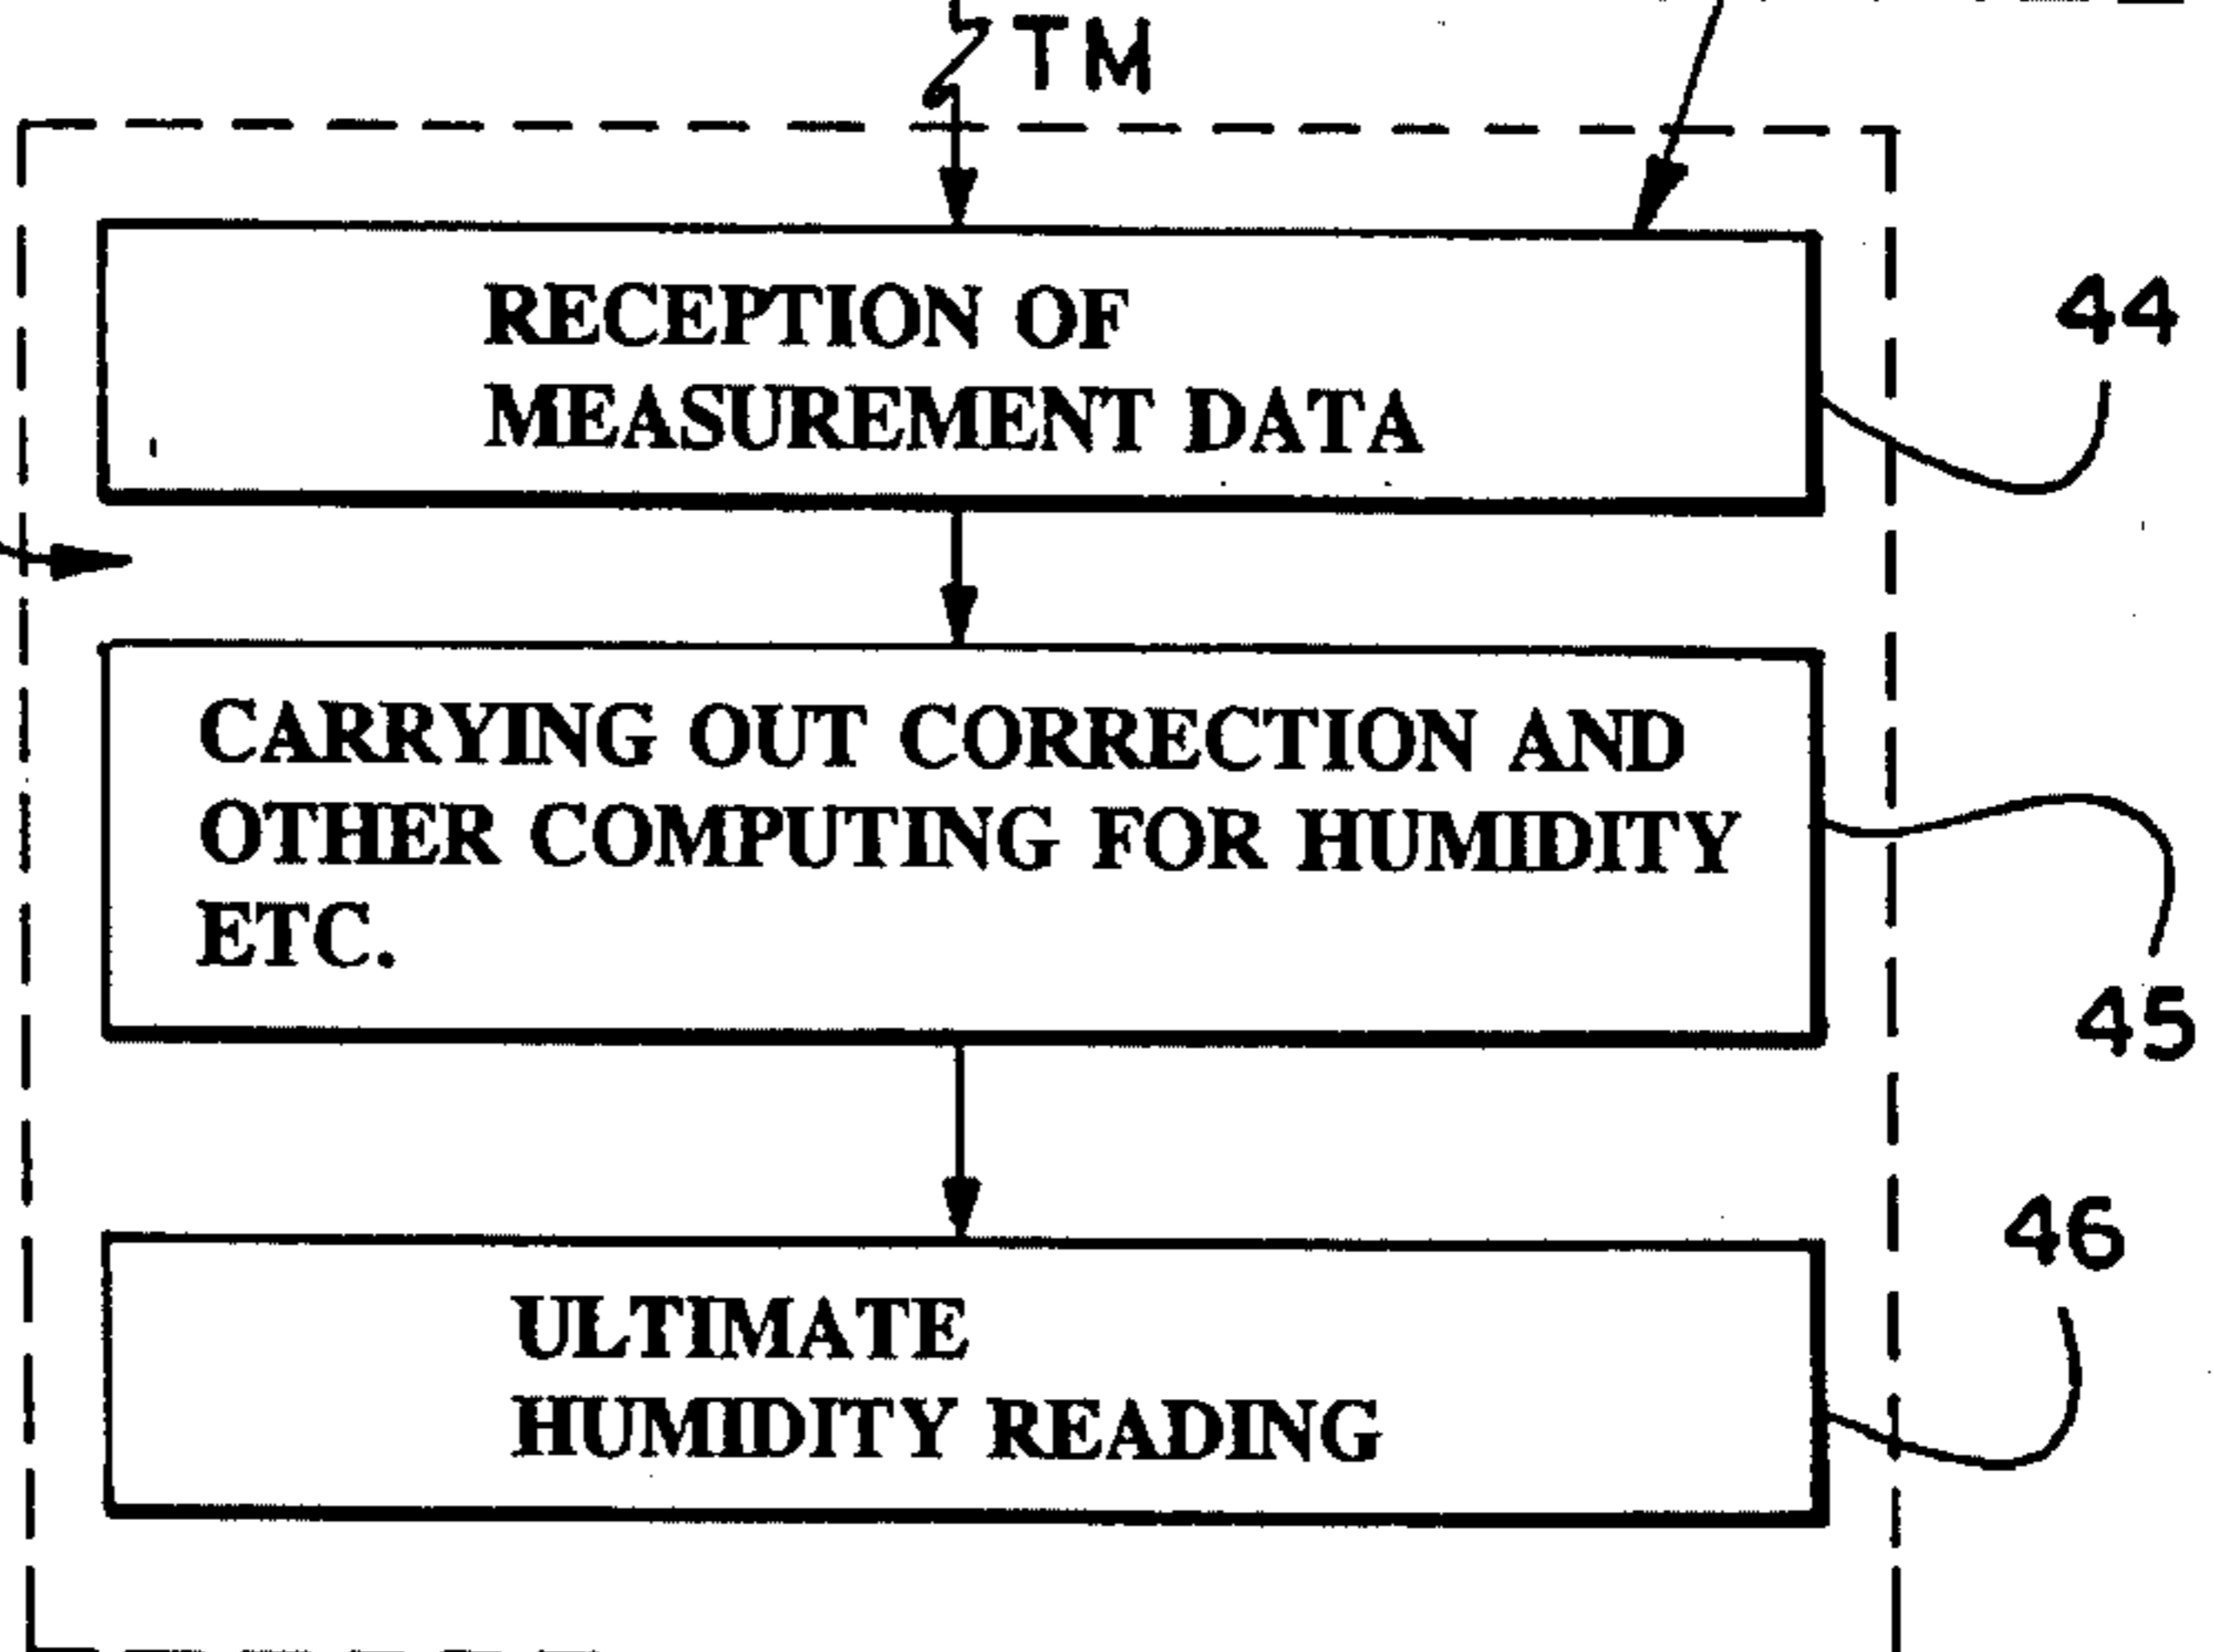 TM
RECEPTION OF
MEASUREMENT DATA
44
CARRYING OUT CORRECTION AND
OTHER COMPUTING FOR HUMIDITY
ETC.
45
46
ULTIMATE
HUMIDITY READING